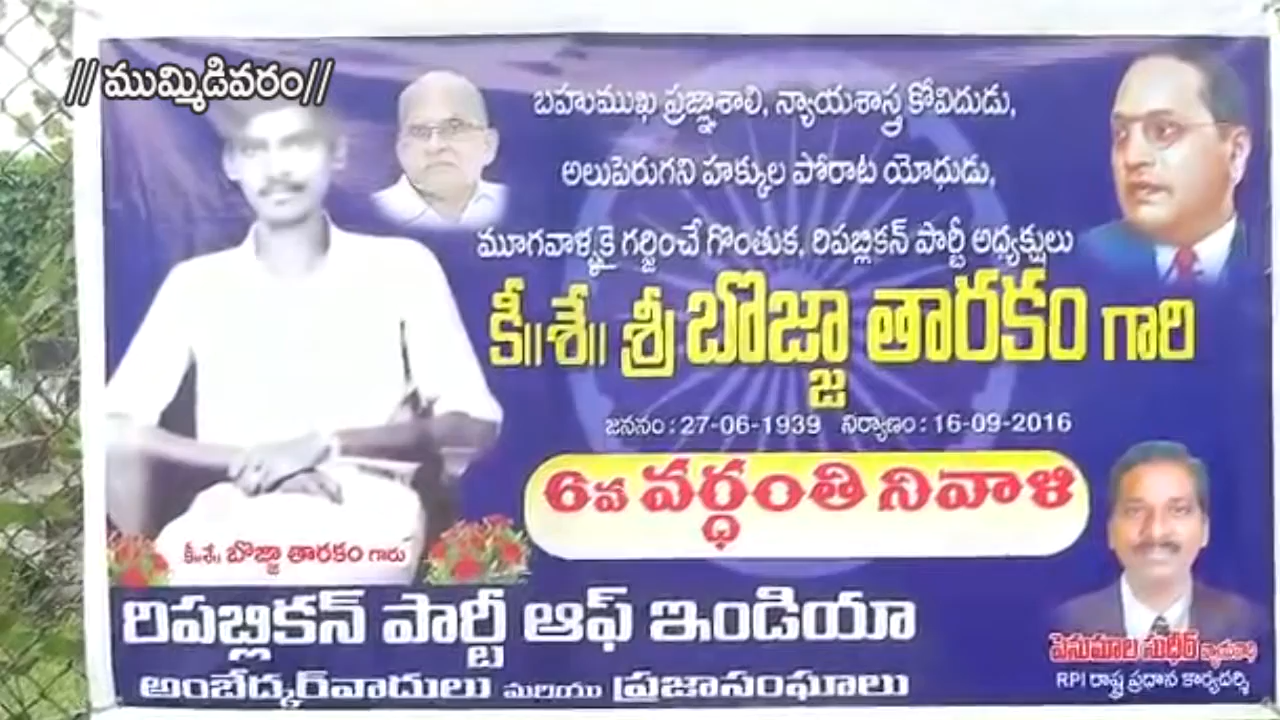 // ముమ్మిడివరం//
బహుముఖ ప్రజ్ఞాశాలి, న్యాయశాస్త్ర కోవిదుడు,
అలుపెరుగని హక్కుల పోరాట యోధుడు,
మూగవాళ్ళకై గర్జించే గొంతుక, రిపబ్లికన్ పార్టీ అధ్యక్షులు
కీ॥శే॥ శ్రీ బొజ్జా తారకం గారి
జననం : 27-06-1939 నిర్యాణం : 16-09-2016
6వ వర్ధంతి నివాళి
కీ॥శే॥ బొజ్జా తారకం గారు
రిపబ్లికన్ పార్టీ ఆఫ్ ఇండియా
అంబేద్కర్‌వాదులు మరియు ప్రజాసంఘాలు
పెనుమాల సుధీర్ న్యాయవాది
RPI రాష్ట్ర ప్రధాన కార్యదర్శి